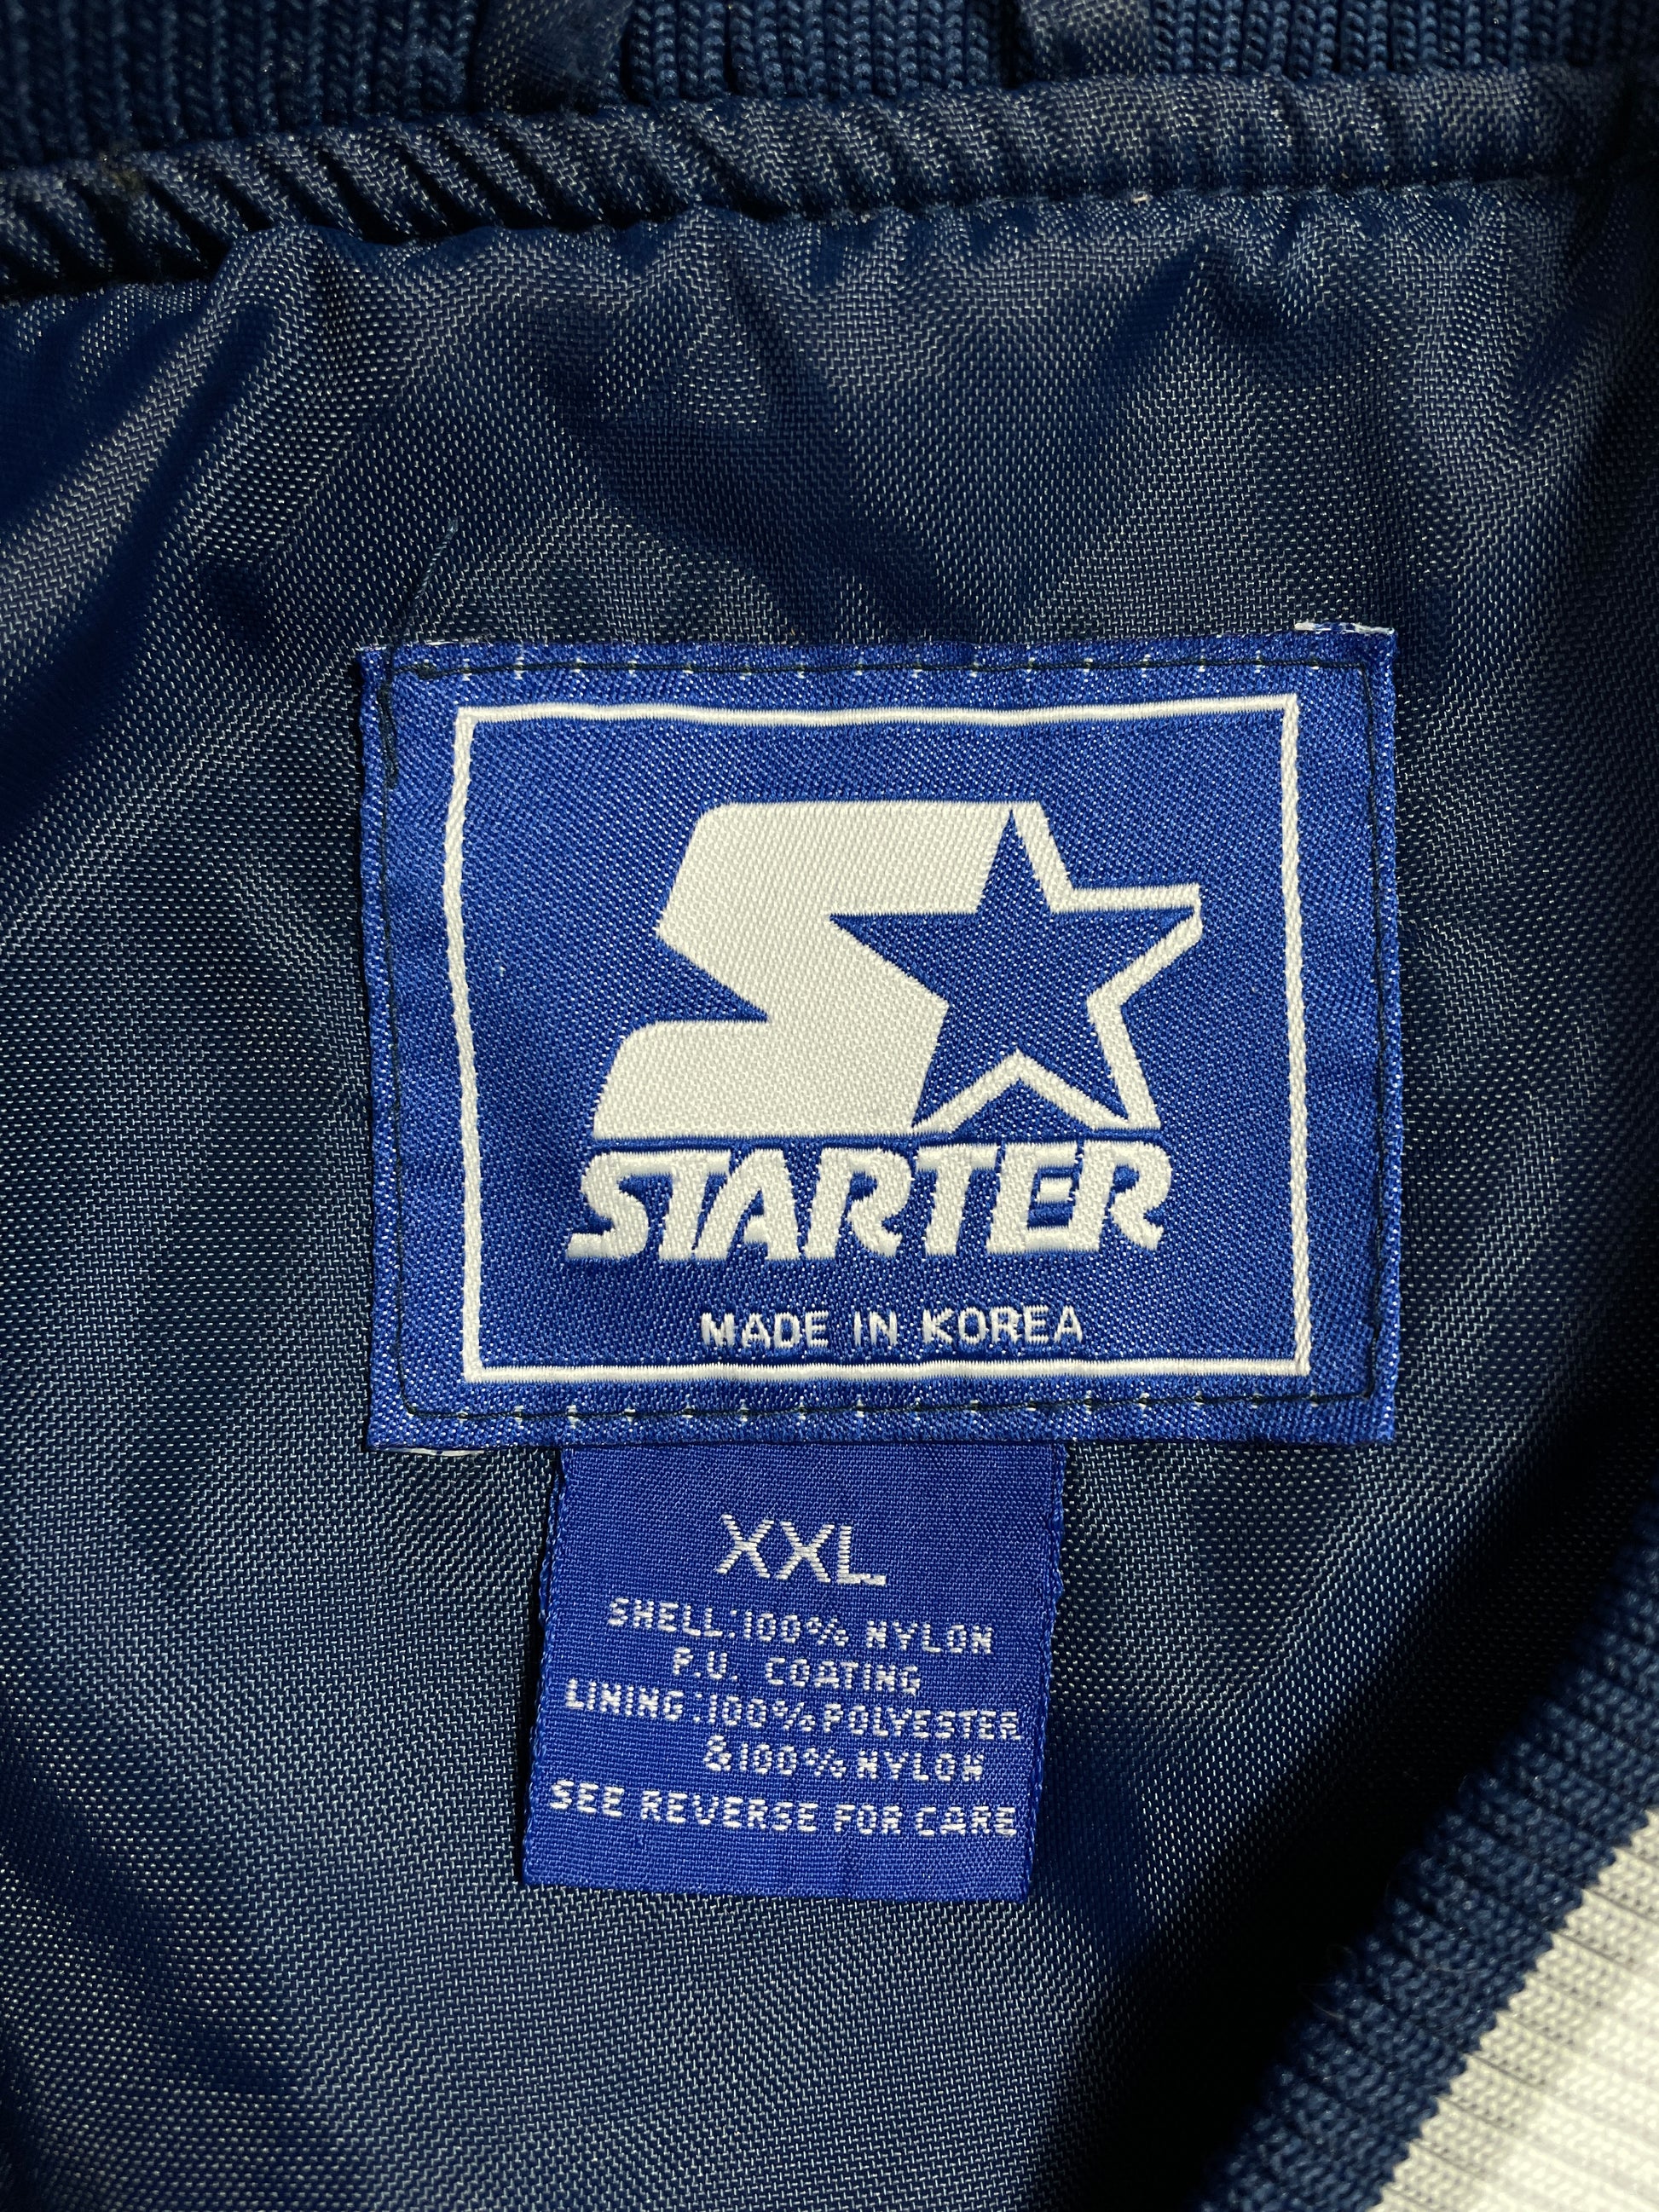 STARTER
MADE IN KOREA
XXL
SHELL:100% NYLON
P.U. COATING
LINING:100% POLYESTER
&100% NYLON
SEE REVERSE FOR CARE